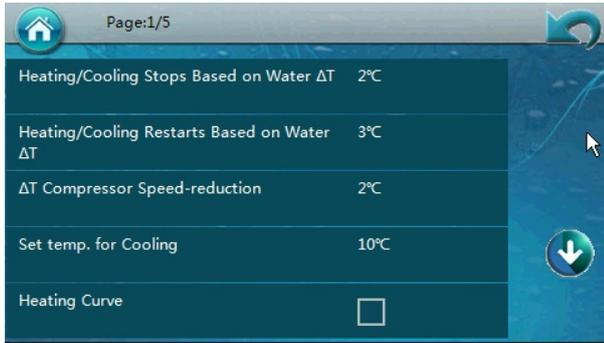 Page:1/5
Heating/Cooling Stops Based on Water ΔT 2℃
Heating/Cooling Restarts Based on Water 3℃
ΔT
ΔT Compressor Speed-reduction 2℃
Set temp. for Cooling 10℃
Heating Curve